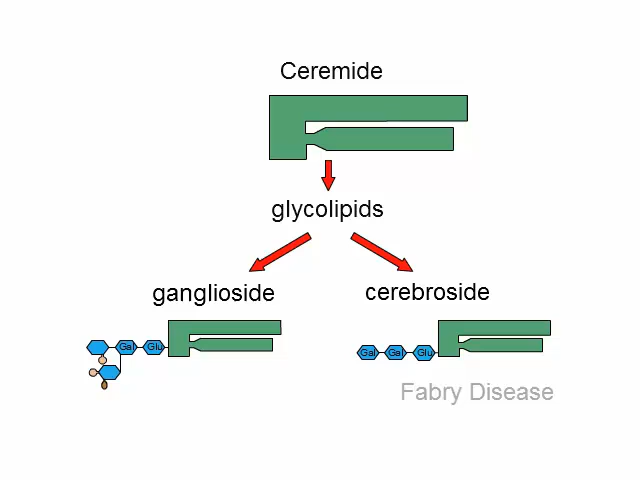 Ceremide
glycolipids
ganglioside
cerebroside
Gal Glu
Gal Gal Glu
Fabry Disease